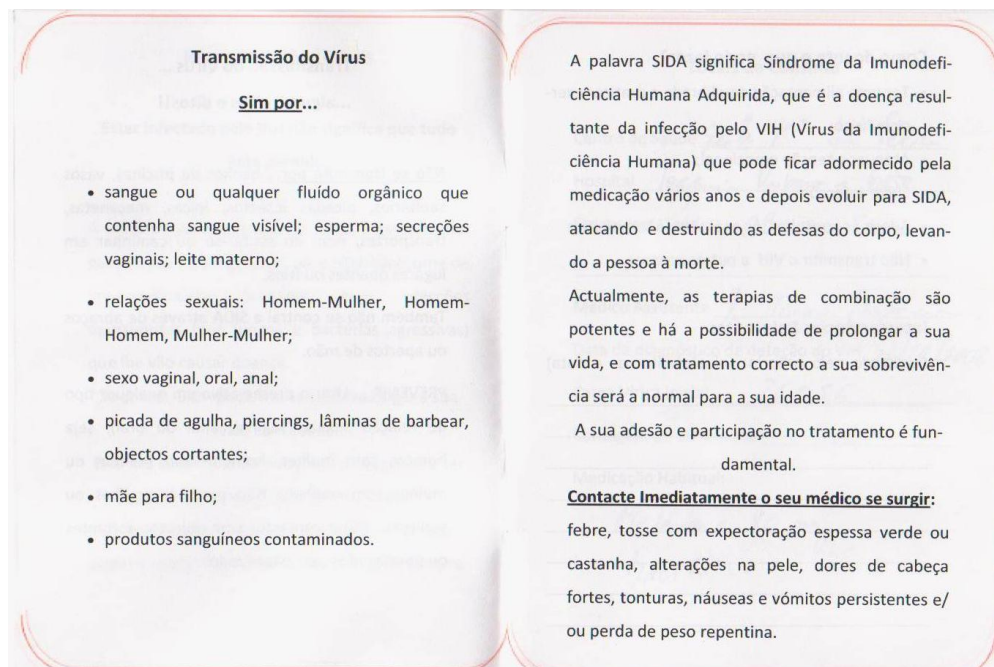 Transmissão do Vírus
Sim por...
• sangue ou qualquer fluído orgânico que
contenha sangue visível; esperma; secreções
vaginais; leite materno;
• relações sexuais: Homem-Mulher, Homem-
Homem, Mulher-Mulher;
• sexo vaginal, oral, anal;
• picada de agulha, piercings, lâminas de barbear,
objectos cortantes;
• mãe para filho;
• produtos sanguíneos contaminados.
A palavra SIDA significa Síndrome da Imunodefi-
ciência Humana Adquirida, que é a doença resul-
tante da infecção pelo VIH (Vírus da Imunodefi-
ciência Humana) que pode ficar adormecido pela
medicação vários anos e depois evoluir para SIDA,
atacando e destruindo as defesas do corpo, levan-
do a pessoa à morte.
Actualmente, as terapias de combinação são
potentes e há a possibilidade de prolongar a sua
vida, e com tratamento correcto a sua sobrevivên-
cia será a normal para a sua idade.
A sua adesão e participação no tratamento é fun-
damental.
Contacte Imediatamente o seu médico se surgir:
febre, tosse com expectoração espessa verde ou
castanha, alterações na pele, dores de cabeça
fortes, tonturas, náuseas e vómitos persistentes e/
ou perda de peso repentina.